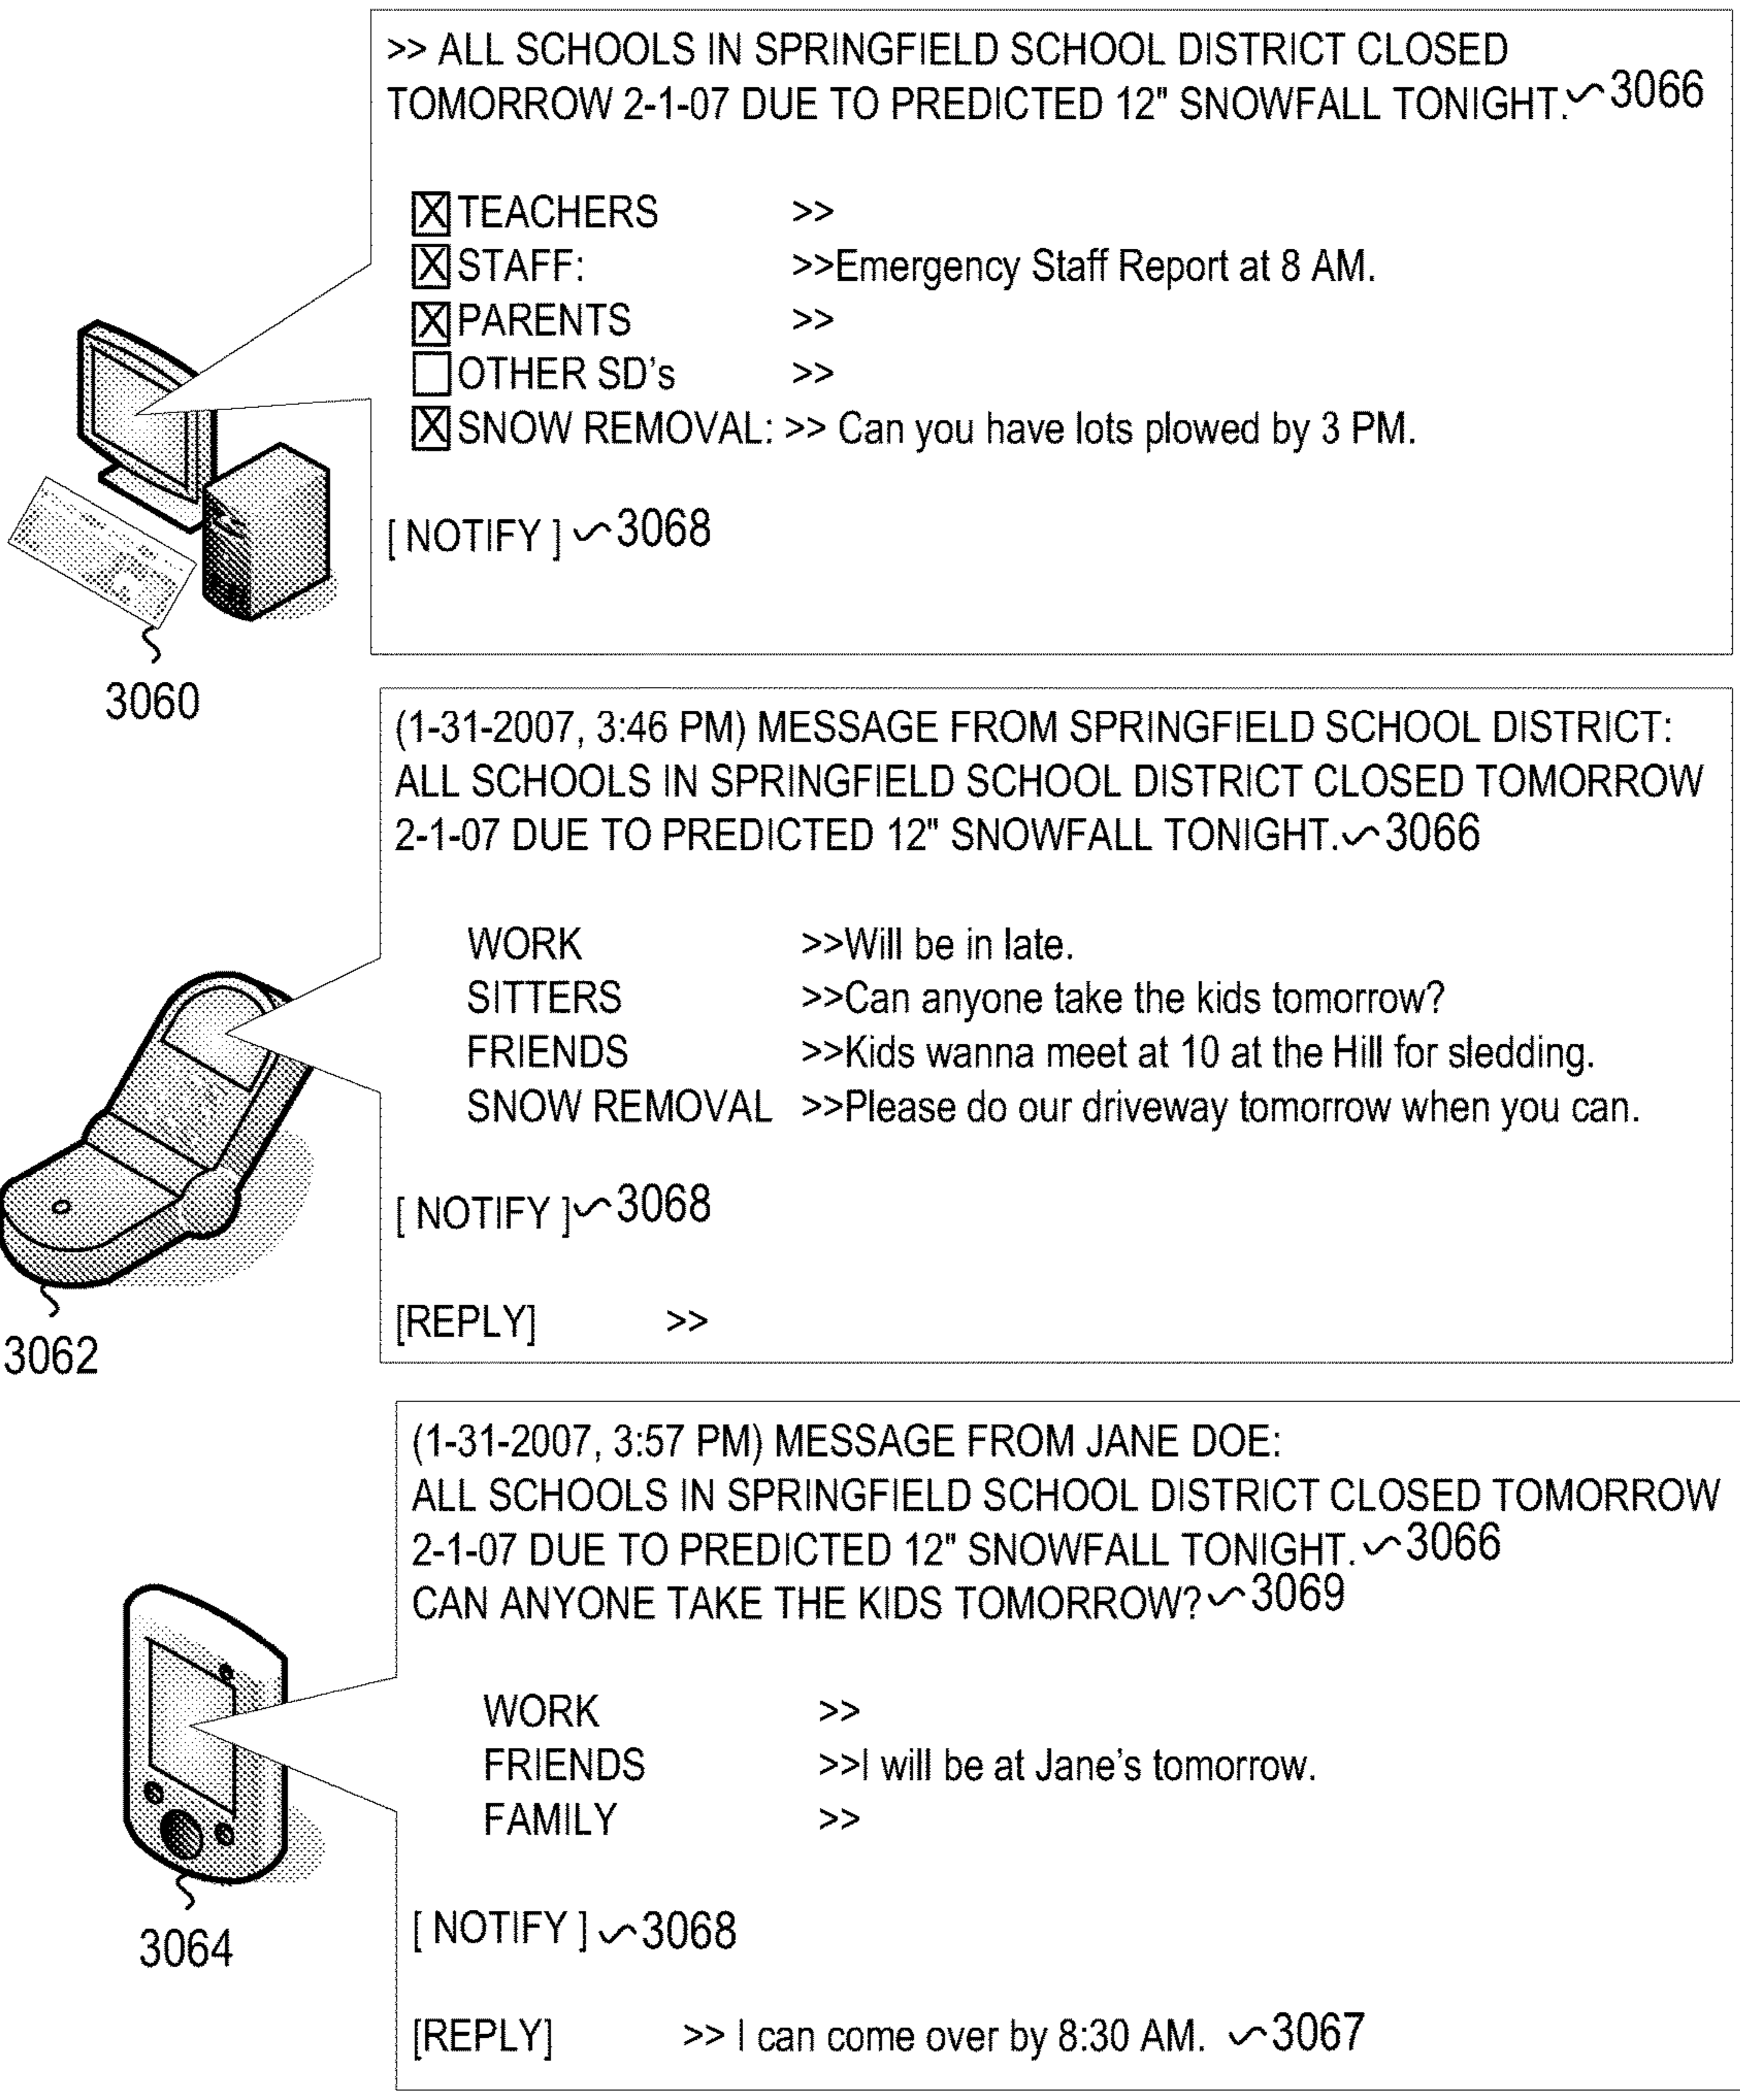 >> ALL SCHOOLS IN SPRINGFIELD SCHOOL DISTRICT CLOSED
TOMORROW 2-1-07 DUE TO PREDICTED 12" SNOWFALL TONIGHT. 3066
X TEACHERS >>
X STAFF: >>Emergency Staff Report at 8 AM.
X PARENTS >>
OTHER SD's >>
X SNOW REMOVAL: >> Can you have lots plowed by 3 PM.
[ NOTIFY ] 3068
3060
(1-31-2007, 3:46 PM) MESSAGE FROM SPRINGFIELD SCHOOL DISTRICT:
ALL SCHOOLS IN SPRINGFIELD SCHOOL DISTRICT CLOSED TOMORROW
2-1-07 DUE TO PREDICTED 12" SNOWFALL TONIGHT. 3066
WORK >>Will be in late.
SITTERS >>Can anyone take the kids tomorrow?
FRIENDS >>Kids wanna meet at 10 at the Hill for sledding.
SNOW REMOVAL >>Please do our driveway tomorrow when you can.
[ NOTIFY ] 3068
[REPLY] >>
3062
(1-31-2007, 3:57 PM) MESSAGE FROM JANE DOE:
ALL SCHOOLS IN SPRINGFIELD SCHOOL DISTRICT CLOSED TOMORROW
2-1-07 DUE TO PREDICTED 12" SNOWFALL TONIGHT. 3066
CAN ANYONE TAKE THE KIDS TOMORROW? 3069
WORK >>
FRIENDS >>I will be at Jane's tomorrow.
FAMILY >>
[ NOTIFY ] 3068
3064
[REPLY] >> I can come over by 8:30 AM. 3067